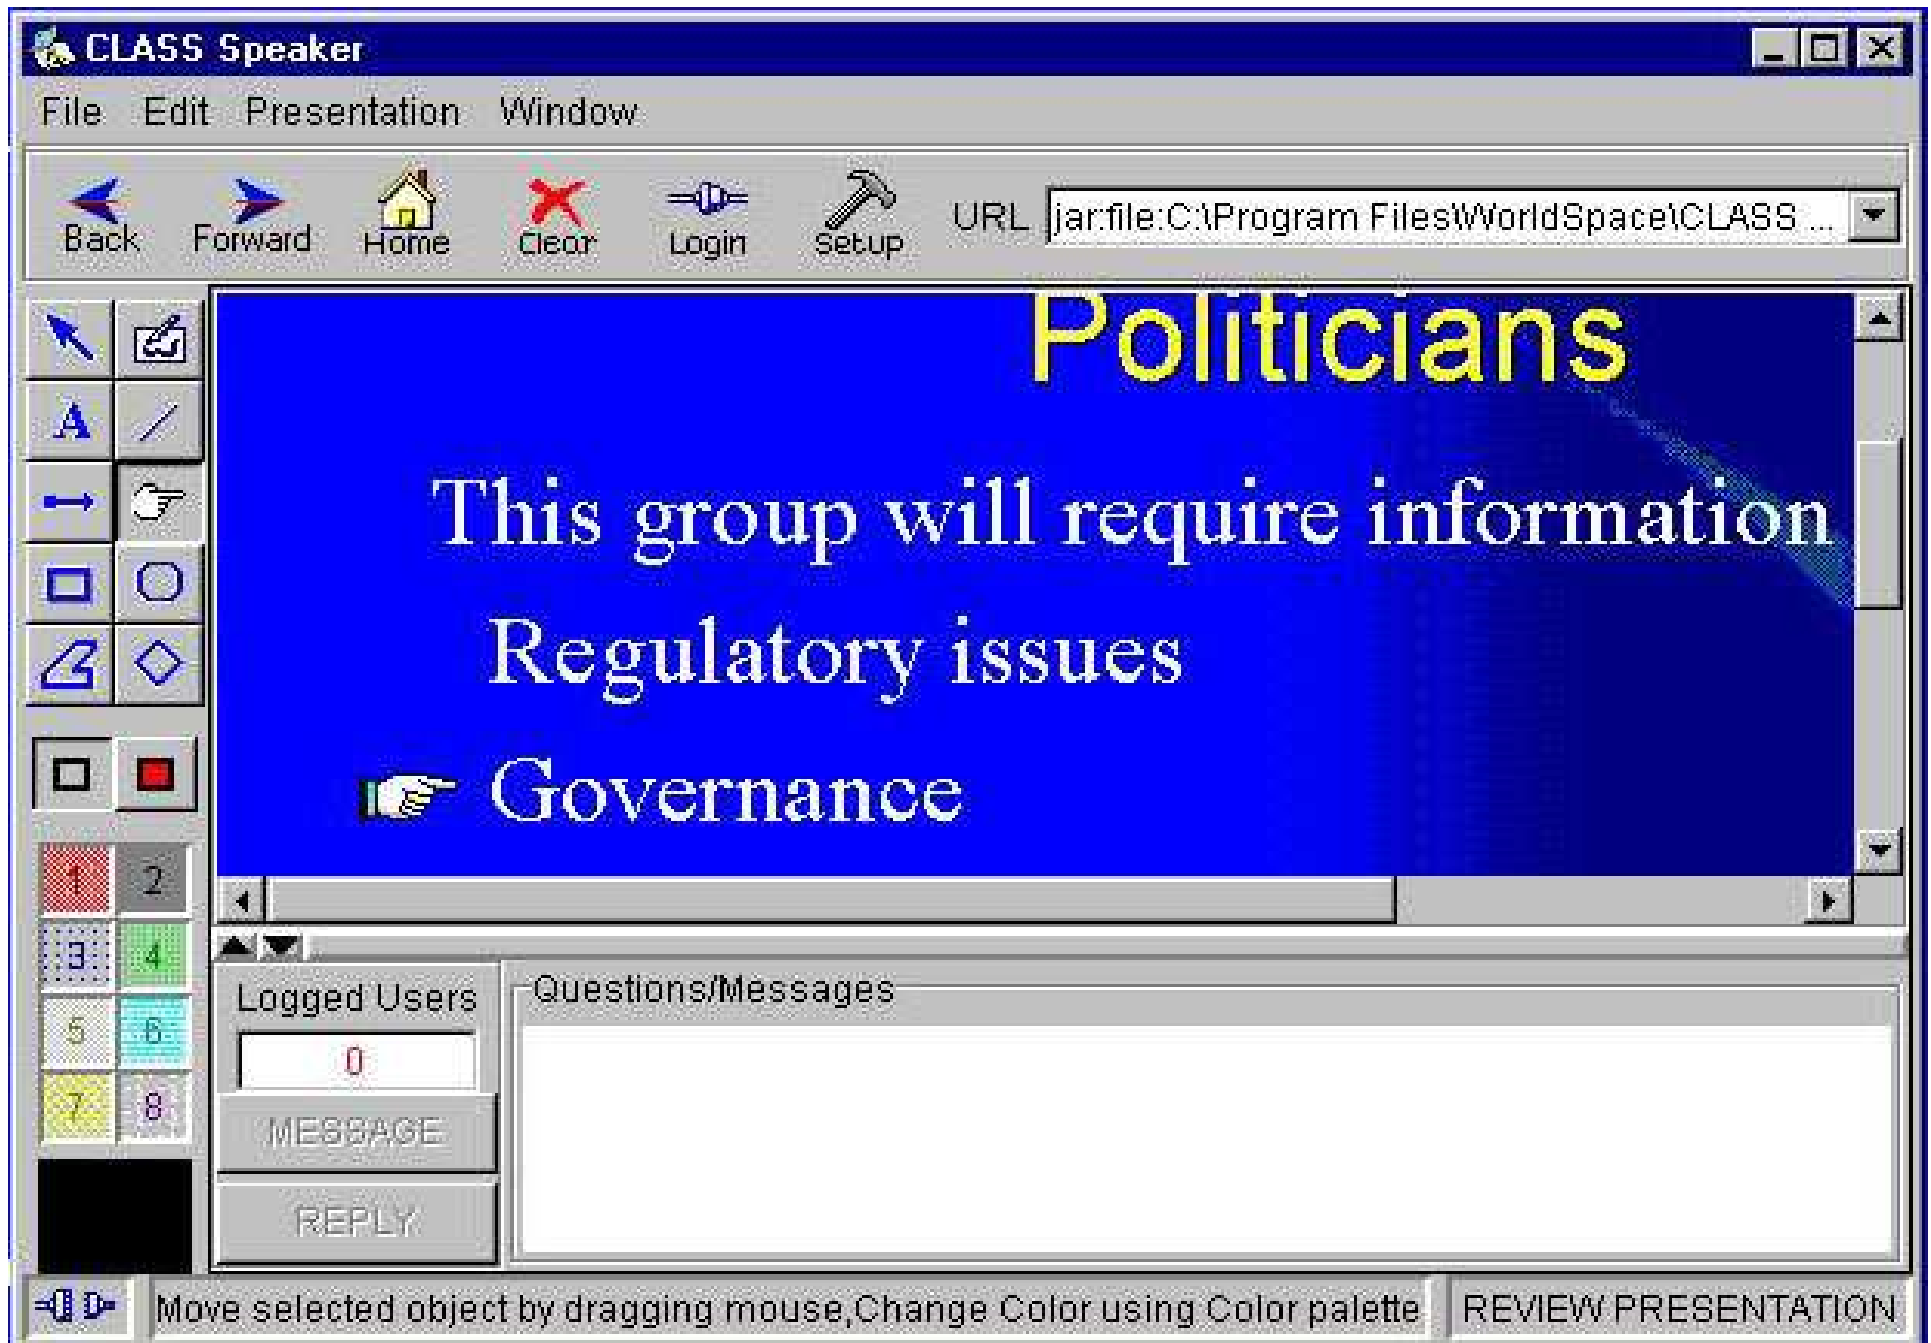 CLASS Speaker
File Edit Presentation Window
Back Forward Home Clear Login Setup URL jar:file:C:\Program Files\WorldSpace\CLASS ...
Politicians
A
This group will require information
Regulatory issues
Governance
1 2
3 4
5 6
7 8
Logged Users
0
MESSAGE
REPLY
Questions/Messages
Move selected object by dragging mouse,Change Color using Color palette
REVIEW PRESENTATION